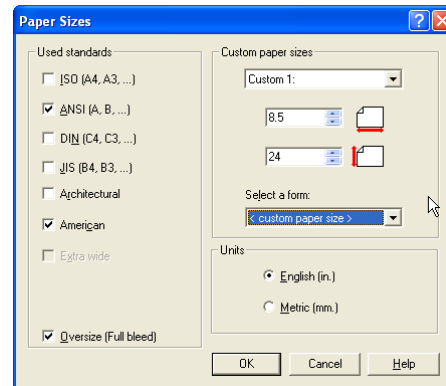 Paper Sizes
Used standards
ISO (A4, A3, ...)
ANSI (A, B, ...)
DIN (C4, C3, ...)
JIS (B4, B3, ...)
Architectural
American
Extra wide
Oversize (Full bleed)
Custom paper sizes
Custom 1:
8.5
24
Select a form:
< custom paper size >
Units
English (in.)
Metric (mm.)
OK
Cancel
Help